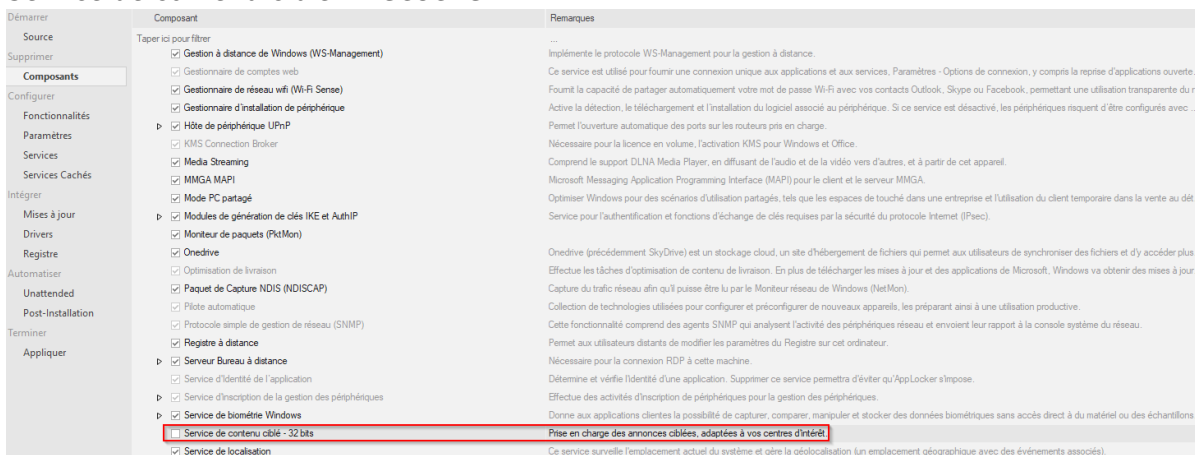 Démarrer Composant Remarques
Source Taper ici pour filtrer ...
Supprimer Gestion à distance de Windows (WS-Management) Implémente le protocole WS-Management pour la gestion à distance.
Composants Gestionnaire de comptes web Ce service est utilisé pour fournir une connexion unique aux applications et aux services, Paramètres - Options de connexion, y compris la reprise d'applications ouverte.
Configurer Gestionnaire de réseau wifi (Wi-Fi Sense) Fournit la capacité de partager automatiquement votre mot de passe Wi-Fi avec vos contacts Outlook, Skype ou Facebook, permettant une utilisation transparente du
Fonctionnalités Gestionnaire d'installation de périphérique Active la détection, le téléchargement et l'installation du logiciel associé au périphérique. Si ce service est désactivé, les périphériques risquent d'être configurés avec ...
Paramètres Hôte de périphérique UPnP Permet l'ouverture automatique des ports sur les routeurs pris en charge.
Services KMS Connection Broker Nécessaire pour la licence en volume, l'activation KMS pour Windows et Office.
Services Cachés Media Streaming Comprend le support DLNA Media Player, en diffusant de l'audio et de la vidéo vers d'autres, et à partir de cet appareil.
Intégrer MMGA MAPI Microsoft Messaging Application Programming Interface (MAPI) pour le client et le serveur MMGA.
Mises à jour Mode PC partagé Optimiser Windows pour des scénarios d'utilisation partagés, tels que les espaces de touché dans une entreprise et l'utilisation du client temporaire dans la vente au dét
Drivers Modules de génération de clés IKE et AuthIP Service pour l'authentification et fonctions d'échange de clés requises par la sécurité du protocole Internet (IPsec).
Registre Moniteur de paquets (PktMon)
Automatiser Onedrive Onedrive (précédemment SkyDrive) est un stockage cloud, un site d'hébergement de fichiers qui permet aux utilisateurs de synchroniser des fichiers et d'y accéder plus
Unattended Optimisation de livraison Effectue les tâches d'optimisation de contenu de livraison. En plus de télécharger les mises à jour et des applications de Microsoft, Windows va obtenir des mises à jour
Post-Installation Paquet de Capture NDIS (NDISCAP) Capture du trafic réseau afin qu'il puisse être lu par le Moniteur réseau de Windows (NetMon).
Terminer Pilote automatique Collection de technologies utilisées pour configurer et préconfigurer de nouveaux appareils, les préparant ainsi à une utilisation productive.
Appliquer Protocole simple de gestion de réseau (SNMP) Cette fonctionnalité comprend des agents SNMP qui analysent l'activité des périphériques réseau et envoient leur rapport à la console système du réseau.
Registre à distance Permet aux utilisateurs distants de modifier les paramètres du Registre sur cet ordinateur.
Serveur Bureau à distance Nécessaire pour la connexion RDP à cette machine.
Service d'Identité de l'application Détermine et vérifie l'identité d'une application. Supprimer ce service permettra d'éviter qu'AppLocker s'impose.
Service d'inscription de la gestion des périphériques Effectue des activités d'inscription de périphériques pour la gestion des périphériques.
Service de biométrie Windows Donne aux applications clientes la possibilité de capturer, comparer, manipuler et stocker des données biométriques sans accès direct à du matériel ou des échantillons
Service de contenu ciblé - 32 bits Prise en charge des annonces ciblées, adaptées à vos centres d'intérêt.
Service de localisation Ce service surveille l'emplacement actuel du système et gère la géolocalisation (un emplacement géographique avec des événements associés).